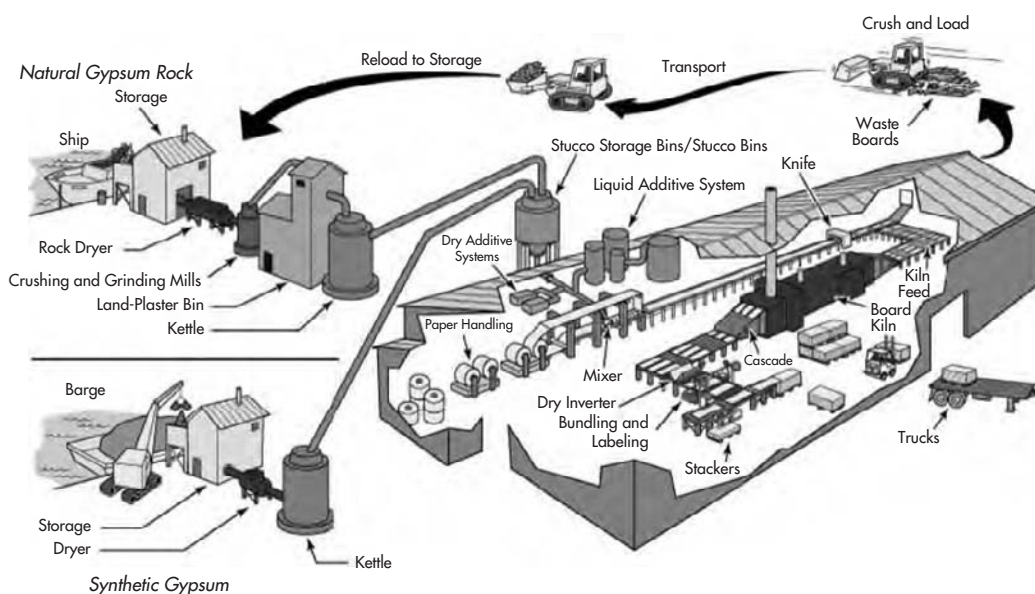 Crush and Load
Reload to Storage
Transport
Natural Gypsum Rock
Storage
Ship
Waste
Boards
Stucco Storage Bins/Stucco Bins
Knife
Liquid Additive System
Rock Dryer
Dry Additive
Systems
Crushing and Grinding Mills
Kiln
Feed
Land-Plaster Bin
Board
Kiln
Kettle
Paper Handling
Mixer
Cascade
Barge
Dry Inverter
Bundling and
Labeling
Trucks
Stackers
Storage
Dryer
Kettle
Synthetic Gypsum